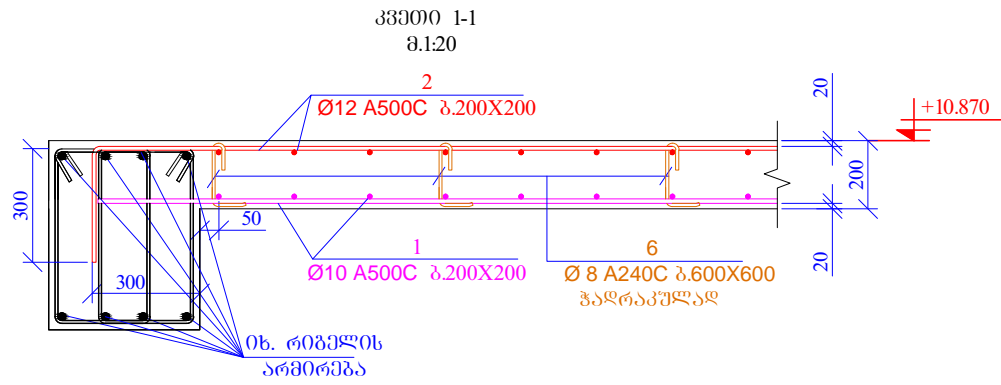 კვეთი 1-1
მ.1:20
2
Ø12 A500C ბ.200X200
20
+10.870
300
200
50
1
Ø10 A500C ბ.200X200
6
Ø 8 A240C ბ.600X600
ჭადრაკულად
20
300
იხ. რიგელის
არმირება